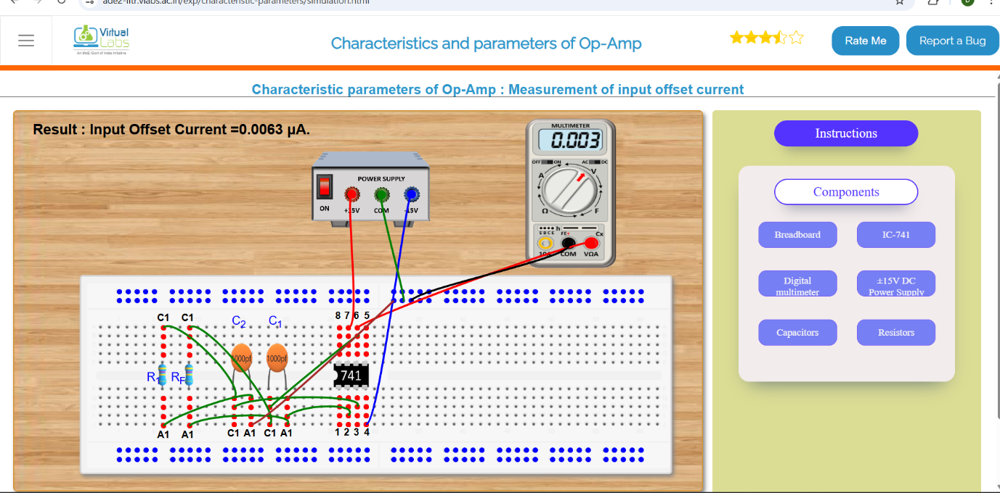 ade2-iitr.vlabs.ac.in/exp/characteristic-parameters/simulation.html
Virtual
Labs
An MoE Govt of India Initiative
Characteristics and parameters of Op-Amp
Rate Me
Report a Bug
Characteristic parameters of Op-Amp : Measurement of input offset current
Result : Input Offset Current =0.0063 μA.
POWER SUPPLY
ON
+15V
COM
-15V
MULTIMETER
0.003
OFF ON AC DC
A V
Ω F
h
E B C E FE+ Cx
10A COM VΩA
Instructions
Components
Breadboard
IC-741
Digital
multimeter
±15V DC
Power Supply
Capacitors
Resistors
C1 C1 C2 C1 8 7 6 5
1000pf 1000pf
R1 RF 741
A1 A1 C1 A1 C1 A1 1 2 3 4